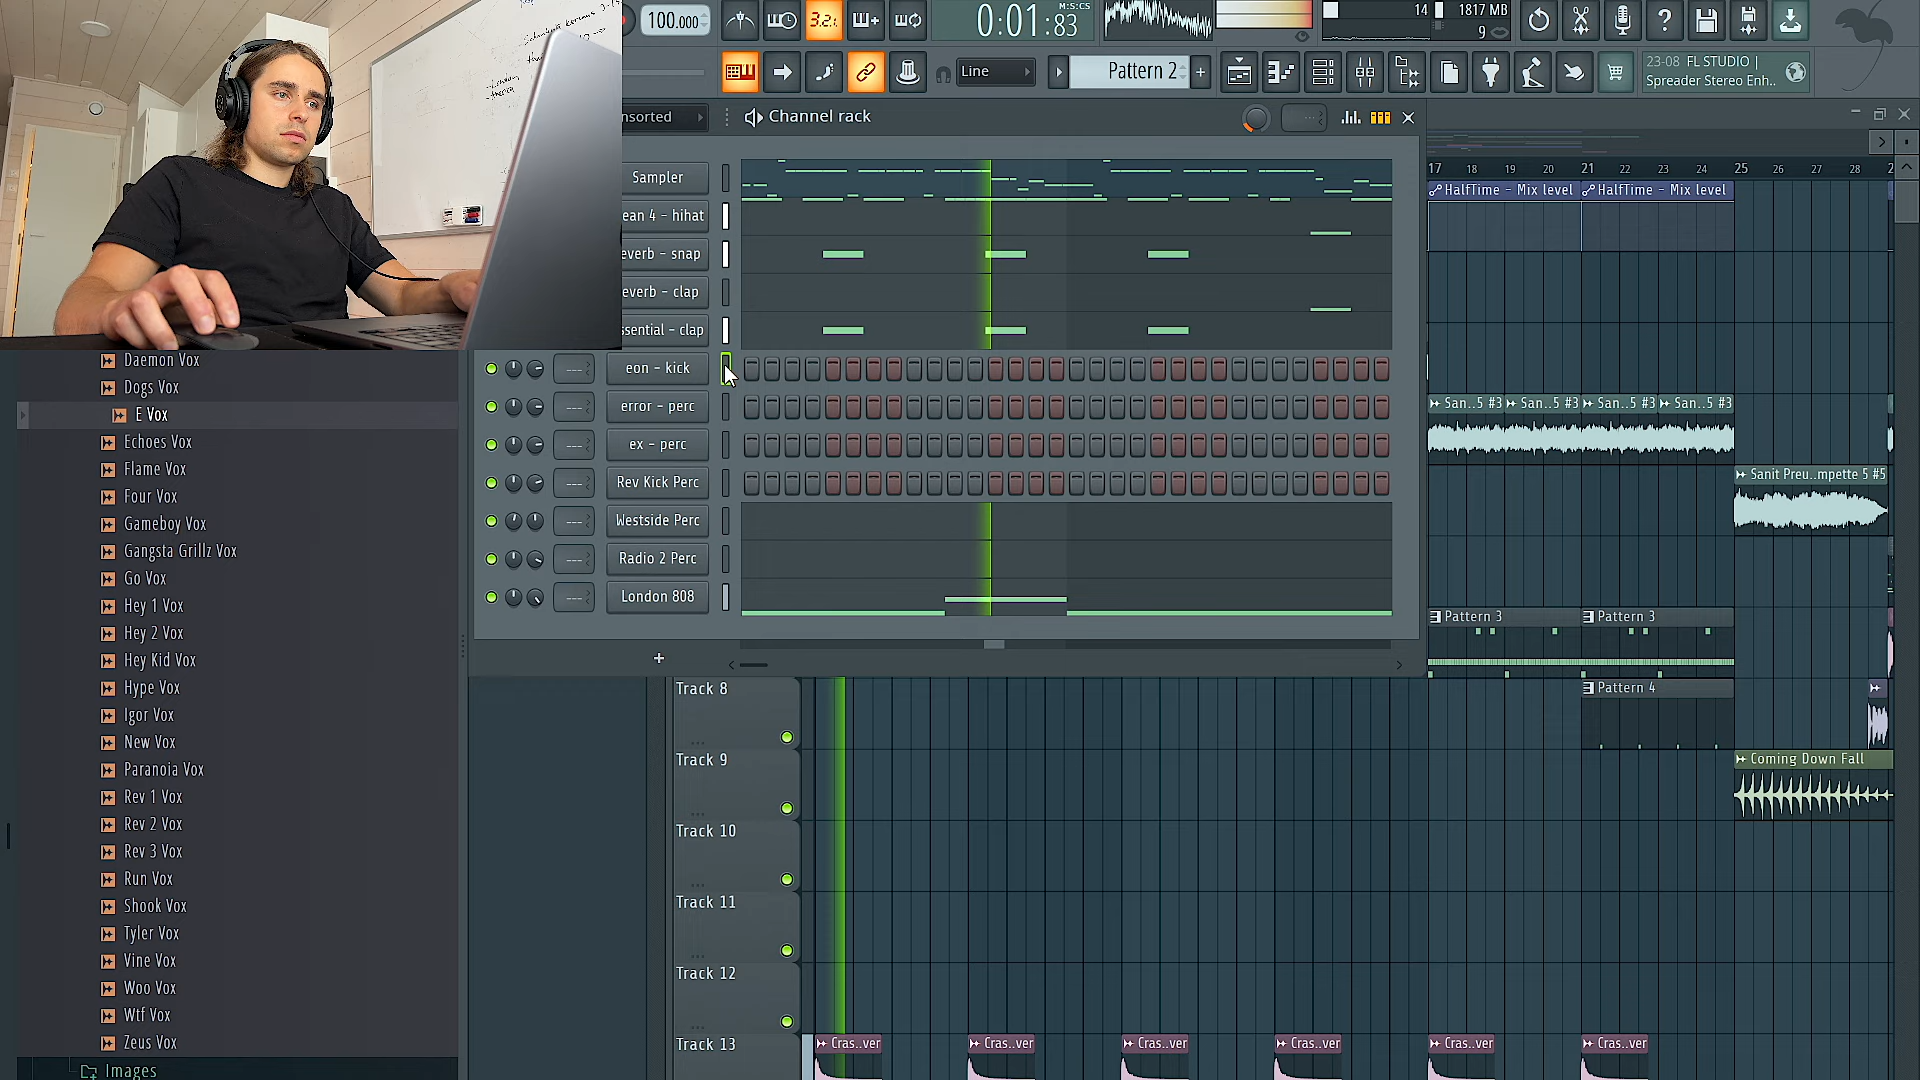 100.000
3.2.
0:01:83
M:S:CS
14
1817 MB
9
Line
Pattern 2
+
23-08 FL STUDIO |
Spreader Stereo Enh..
nsorted
Channel rack
Sampler
ean 4 - hihat
everb - snap
everb - clap
ssential - clap
eon - kick
error - perc
ex - perc
Rev Kick Perc
Westside Perc
Radio 2 Perc
London 808
+
Daemon Vox
Dogs Vox
E Vox
Echoes Vox
Flame Vox
Four Vox
Gameboy Vox
Gangsta Grillz Vox
Go Vox
Hey 1 Vox
Hey 2 Vox
Hey Kid Vox
Hype Vox
Igor Vox
New Vox
Paranoia Vox
Rev 1 Vox
Rev 2 Vox
Rev 3 Vox
Run Vox
Shook Vox
Tyler Vox
Vine Vox
Woo Vox
Wtf Vox
Zeus Vox
Images
17 18 19 20 21 22 23 24 25 26 27 28 2
HalfTime - Mix level HalfTime - Mix level
San..5 #3 San..5 #3 San..5 #3 San..5 #3
Sanit Preu..mpette 5 #5
Pattern 3 Pattern 3
Pattern 4
Coming Down Fall
Track 8
Track 9
Track 10
Track 11
Track 12
Track 13
Cras..ver Cras..ver Cras..ver Cras..ver Cras..ver Cras..ver